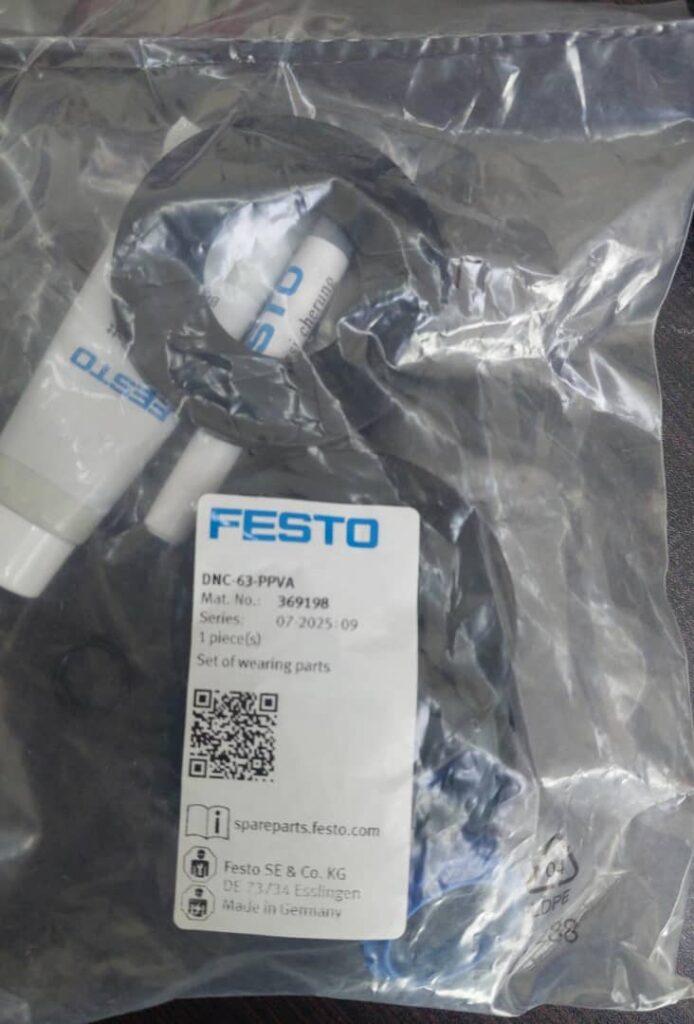 FESTO
FESTO
DNC-63-PPVA
Mat. No.: 369198
Series: 07-2025:09
1 piece(s)
Set of wearing parts
i spareparts.festo.com
Festo SE & Co. KG
DE 73734 Esslingen
Made in Germany
04
LDPE